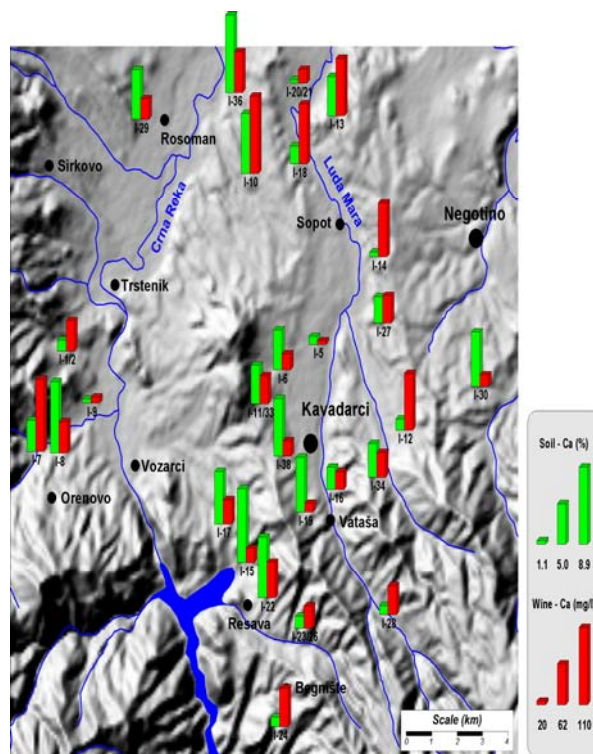 I-36
I-20/21
I-29
I-13
Rosoman
I-10
I-18
Sirkovo
Luda Mara
Crna Reka
Negotino
Sopot
I-14
Trstenik
I-27
I-1/2
I-5
I-6
I-30
I-9
I-11/33
Kavadarci
I-12
I-7
I-8
I-38
Vozarci
I-34
I-16
Orenovo
I-17
I-19
Vataša
I-15
I-22
Resava
I-28
I-23/26
Begnište
I-24
Scale (km)
0 1 2 3 4
Soil - Ca (%)
1.1 5.0 8.9
Wine - Ca (mg/l
20 62 110